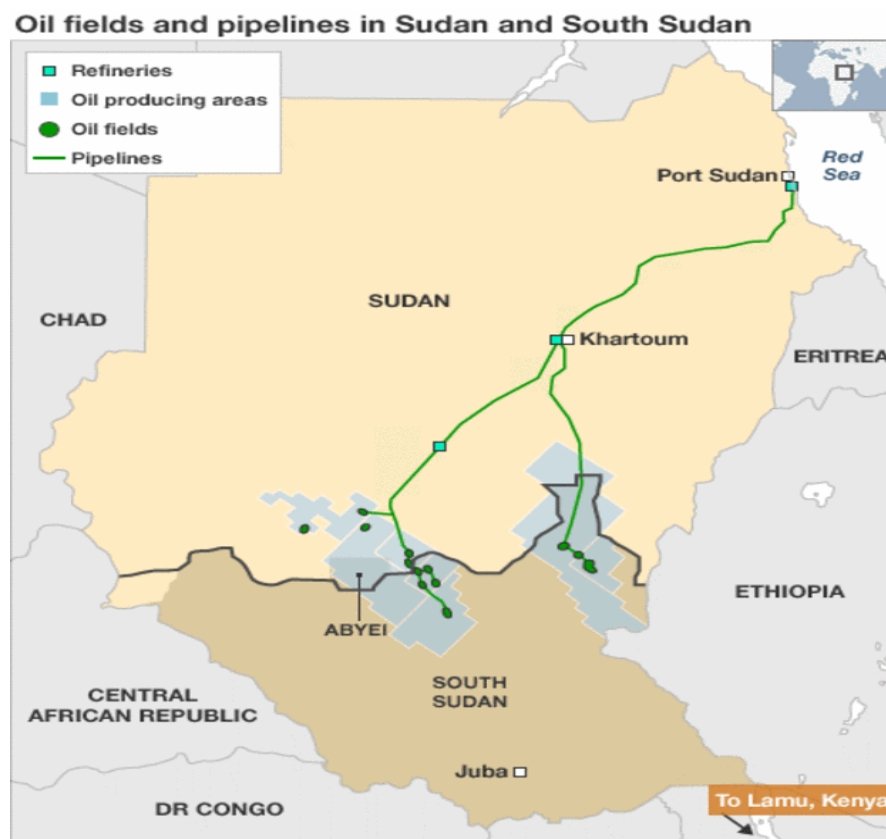 Oil fields and pipelines in Sudan and South Sudan
Refineries
Oil producing areas
Oil fields
Pipelines
Red
Sea
Port Sudan
SUDAN
CHAD
Khartoum
ERITREA
ETHIOPIA
ABYEI
SOUTH
SUDAN
CENTRAL
AFRICAN REPUBLIC
Juba
To Lamu, Kenya
DR CONGO